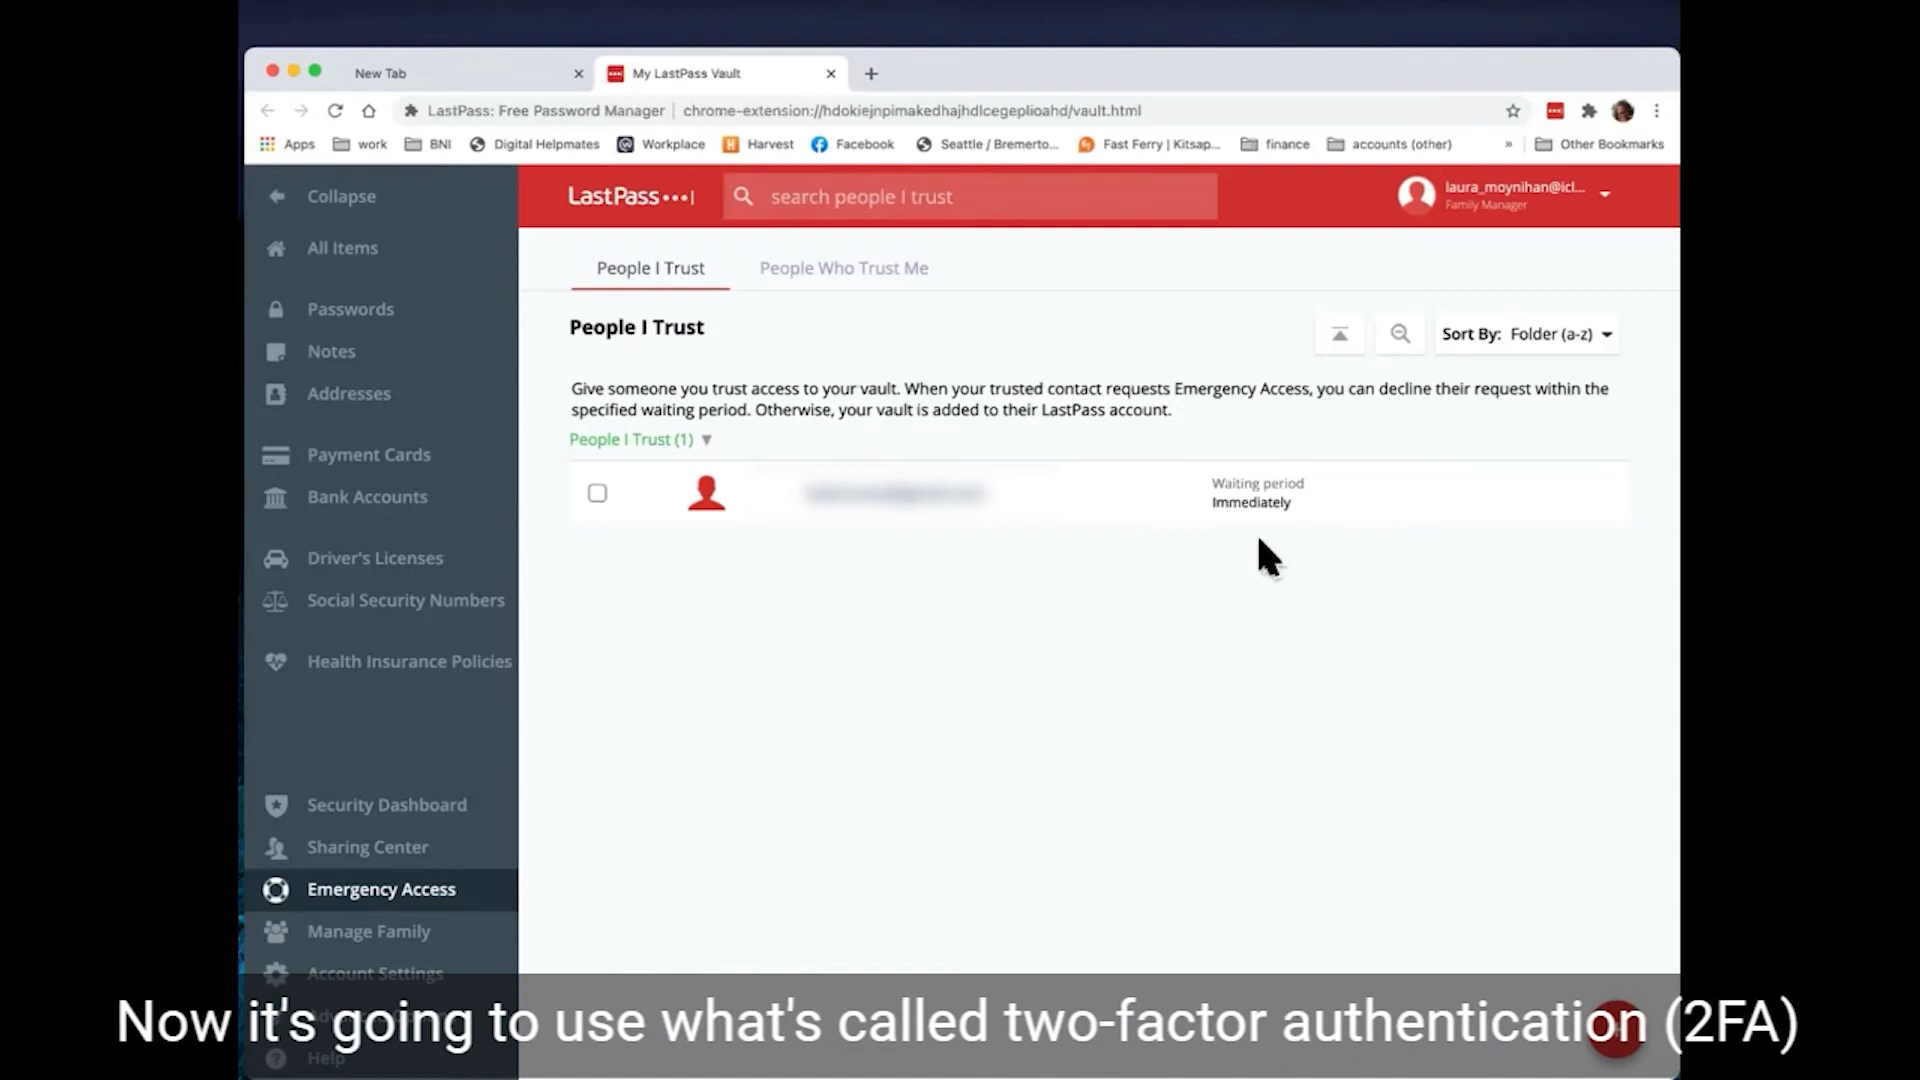 New Tab
My LastPass Vault
LastPass: Free Password Manager
chrome-extension://hdokiejnpimakedhajhdlcegeplioahd/vault.html
Apps
work
BNI
Digital Helpmates
Workplace
Harvest
Facebook
Seattle / Bremerto...
Fast Ferry | Kitsap...
finance
accounts (other)
»
Other Bookmarks
Collapse
LastPass
search people I trust
laura_moynihan@icl...
Family Manager
All Items
Passwords
Notes
Addresses
Payment Cards
Bank Accounts
Driver's Licenses
Social Security Numbers
Health Insurance Policies
Security Dashboard
Sharing Center
Emergency Access
Manage Family
Account Settings
Help
People I Trust
People Who Trust Me
People I Trust
Sort By: Folder (a-z)
Give someone you trust access to your vault. When your trusted contact requests Emergency Access, you can decline their request within the
specified waiting period. Otherwise, your vault is added to their LastPass account.
People I Trust (1)
Waiting period
Immediately
Now it's going to use what's called two-factor authentication (2FA)